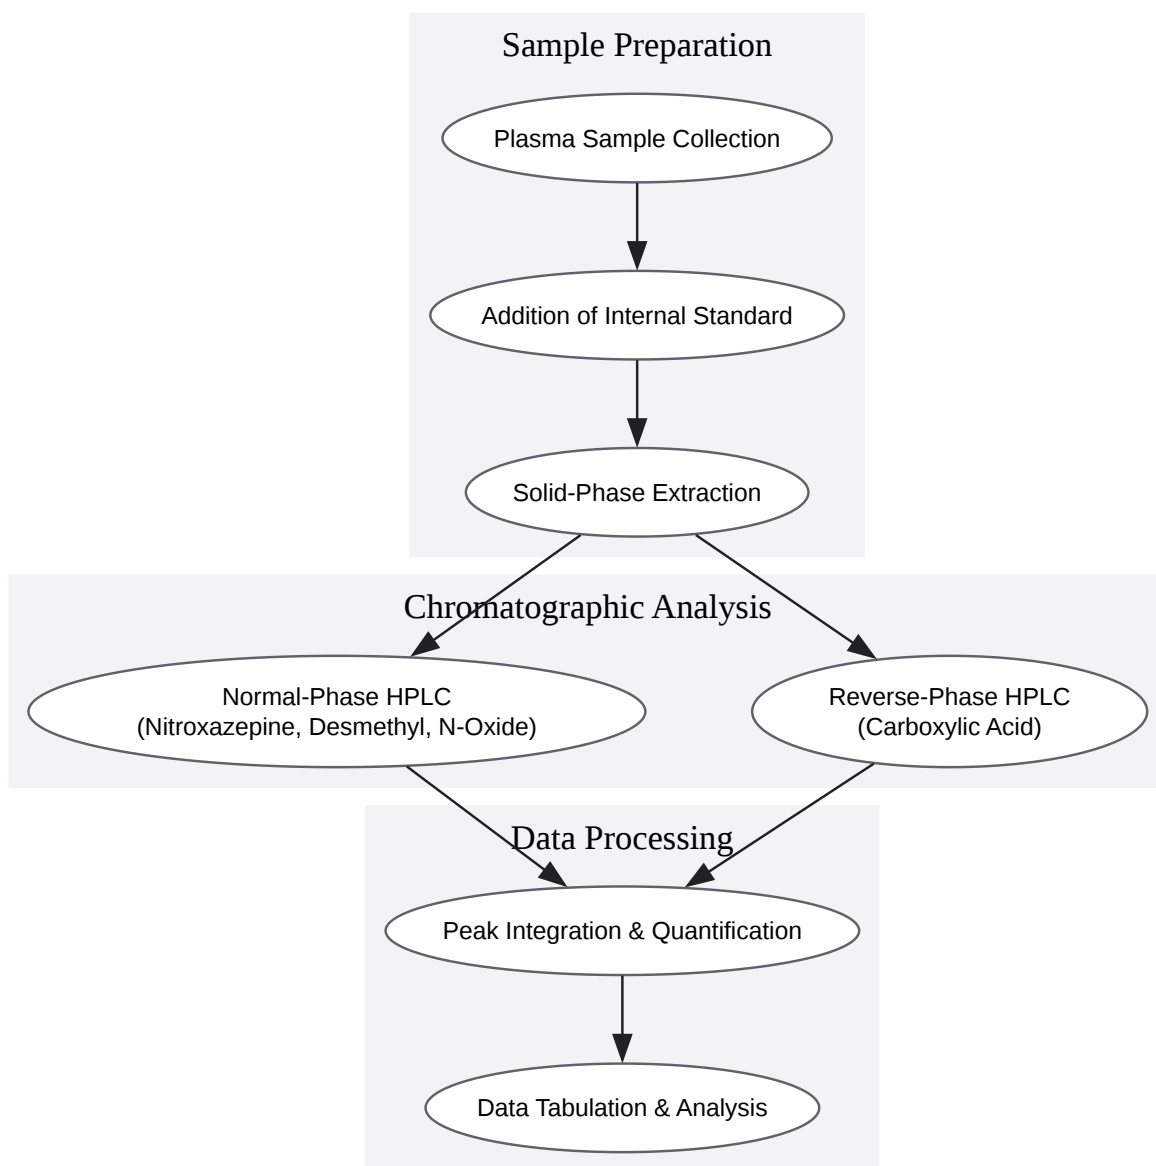 Sample Preparation
Plasma Sample Collection
Addition of Internal Standard
Solid-Phase Extraction
Chromatographic Analysis
Normal-Phase HPLC
(Nitroxazepine, Desmethyl, N-Oxide)
Reverse-Phase HPLC
(Carboxylic Acid)
Data Processing
Peak Integration & Quantification
Data Tabulation & Analysis